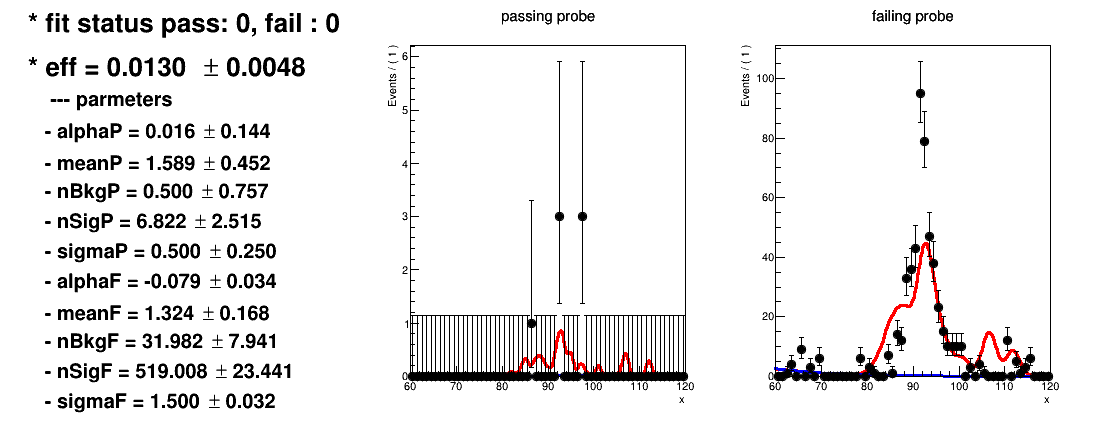 * fit status pass: 0, fail : 0
* eff = 0.0130 ± 0.0048
--- parmeters
- alphaP = 0.016 ± 0.144
- meanP = 1.589 ± 0.452
- nBkgP = 0.500 ± 0.757
- nSigP = 6.822 ± 2.515
- sigmaP = 0.500 ± 0.250
- alphaF = -0.079 ± 0.034
- meanF = 1.324 ± 0.168
- nBkgF = 31.982 ± 7.941
- nSigF = 519.008 ± 23.441
- sigmaF = 1.500 ± 0.032
passing probe
Events / ( 1 )
6
5
4
3
2
1
0
60 70 80 90 100 110 120
x
failing probe
Events / ( 1 )
100
80
60
40
20
0
60 70 80 90 100 110 120
x